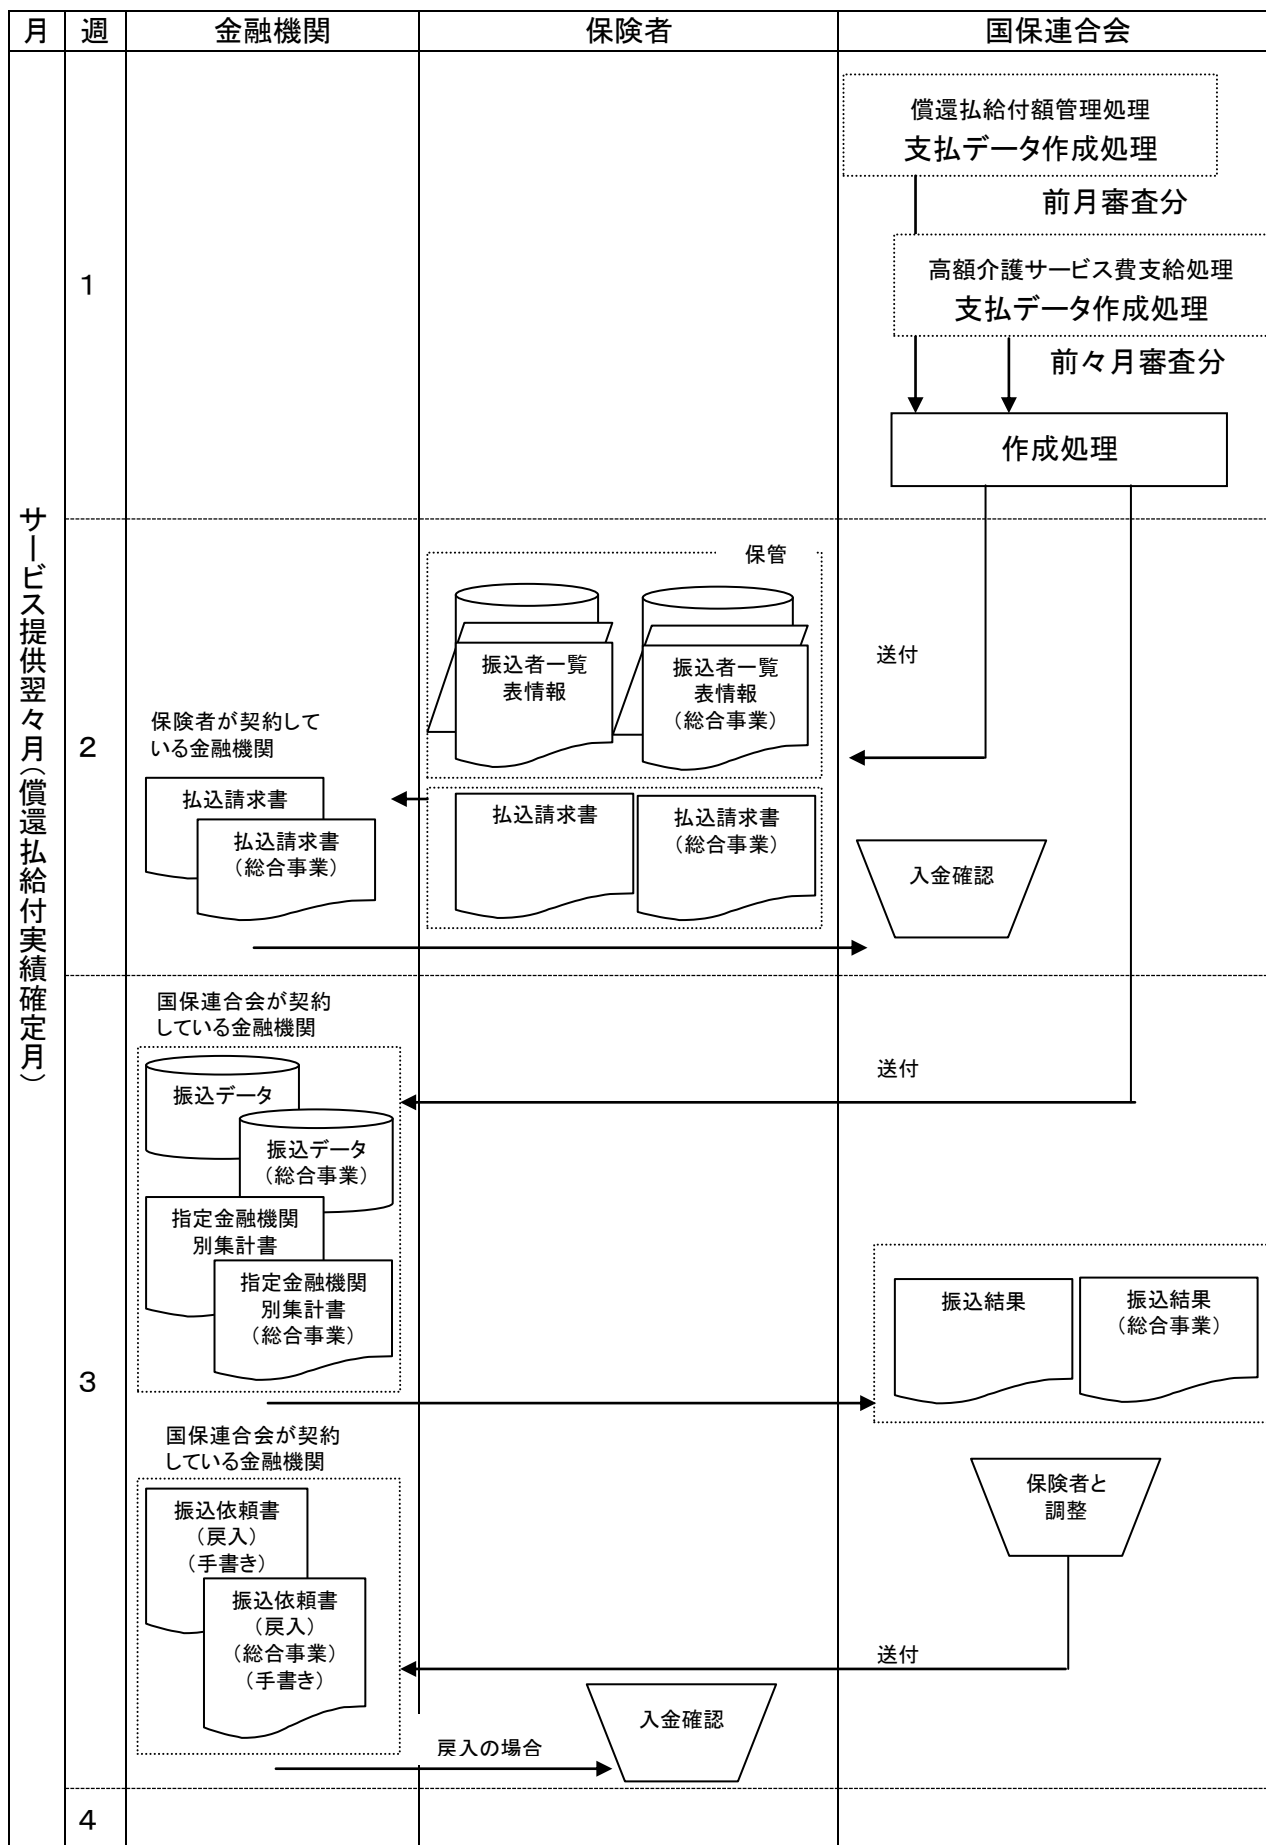 月 週 金融機関 保険者 国保連合会
サービス提供翌々月（償還払給付実績確定月）
1
償還払給付額管理処理
支払データ作成処理
前月審査分
高額介護サービス費支給処理
支払データ作成処理
前々月審査分
作成処理
2
保管
振込者一覧
表情報
振込者一覧
表情報
（総合事業）
送付
保険者が契約して
いる金融機関
払込請求書
払込請求書
（総合事業）
払込請求書
払込請求書
（総合事業）
入金確認
3
国保連合会が契約
している金融機関
送付
振込データ
振込データ
（総合事業）
指定金融機関
別集計書
指定金融機関
別集計書
（総合事業）
振込結果
振込結果
（総合事業）
国保連合会が契約
している金融機関
保険者と
調整
振込依頼書
（戻入）
（手書き）
振込依頼書
（戻入）
（総合事業）
（手書き）
送付
入金確認
戻入の場合
4